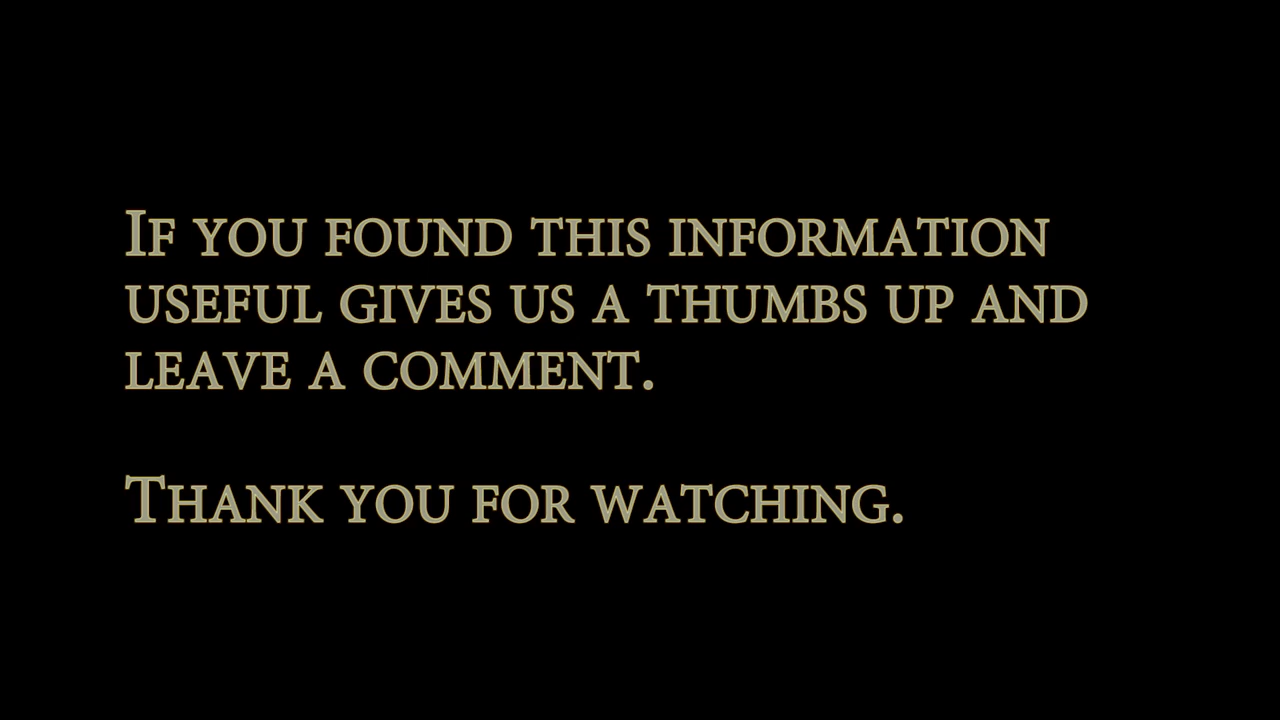 If you found this information
useful gives us a thumbs up and
leave a comment.
Thank you for watching.